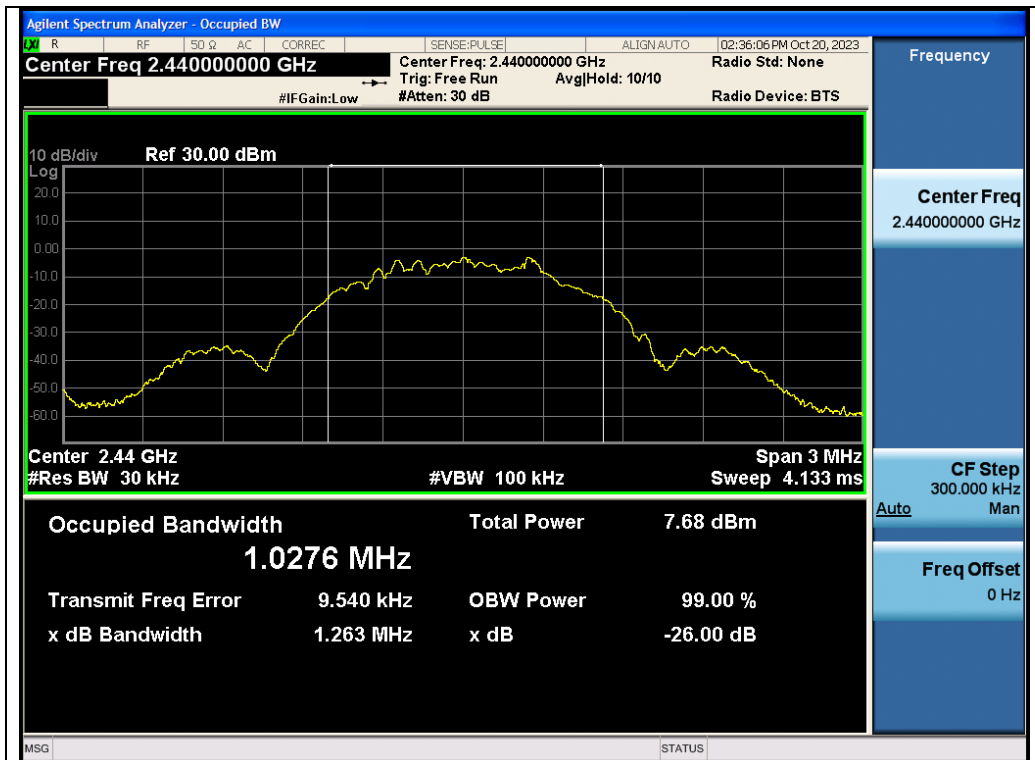 Agilent Spectrum Analyzer - Occupied BW
LXI R RF 50 Ω AC CORREC SENSE:PULSE ALIGN AUTO 02:36:06 PM Oct 20, 2023
Center Freq 2.440000000 GHz
Center Freq: 2.440000000 GHz
Radio Std: None
Trig: Free Run Avg|Hold: 10/10
#IFGain:Low
#Atten: 30 dB
Radio Device: BTS
Frequency
10 dB/div Ref 30.00 dBm
Log
20.0
10.0
0.00
-10.0
-20.0
-30.0
-40.0
-50.0
-60.0
Center Freq
2.440000000 GHz
Center 2.44 GHz Span 3 MHz
#Res BW 30 kHz #VBW 100 kHz Sweep 4.133 ms
CF Step
300.000 kHz
Auto Man
Occupied Bandwidth Total Power 7.68 dBm
1.0276 MHz
Transmit Freq Error 9.540 kHz OBW Power 99.00 %
x dB Bandwidth 1.263 MHz x dB -26.00 dB
Freq Offset
0 Hz
MSG STATUS